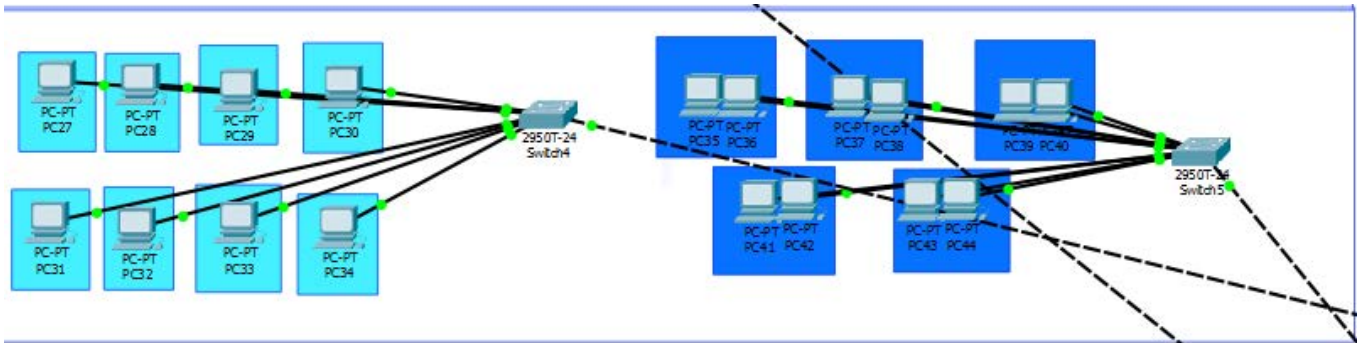 PC-PT
PC27
PC-PT
PC28
PC-PT
PC29
PC-PT
PC30
2950T-24
Switch4
PC-PT
PC31
PC-PT
PC32
PC-PT
PC33
PC-PT
PC34
PC-PT PC-PT
PC35 PC36
PC-PT PC-PT
PC37 PC38
PC39 PC40
2950T-24
Switch5
PC-PT PC-PT
PC41 PC42
PC-PT PC-PT
PC43 PC44